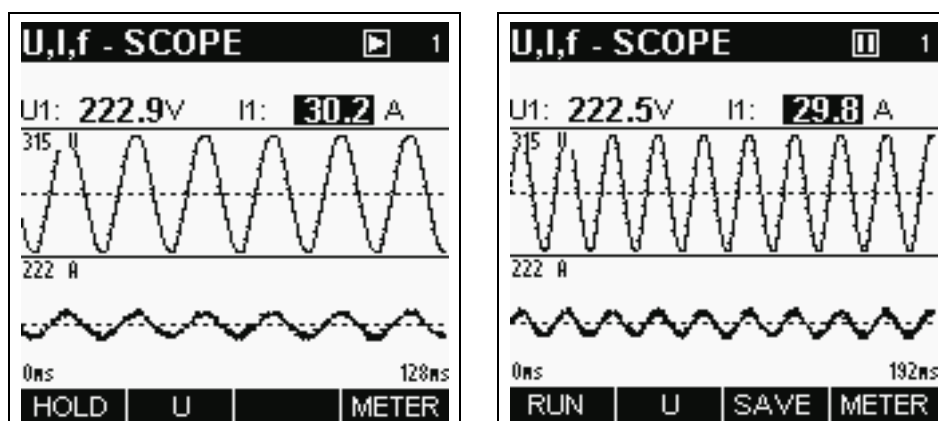 U,I,f - SCOPE 1
U1: 222.9V I1: 30.2 A
315 U
222 A
0ms 128ms
HOLD U METER
U,I,f - SCOPE 1
U1: 222.5V I1: 29.8 A
315 U
222 A
0ms 192ms
RUN U SAVE METER